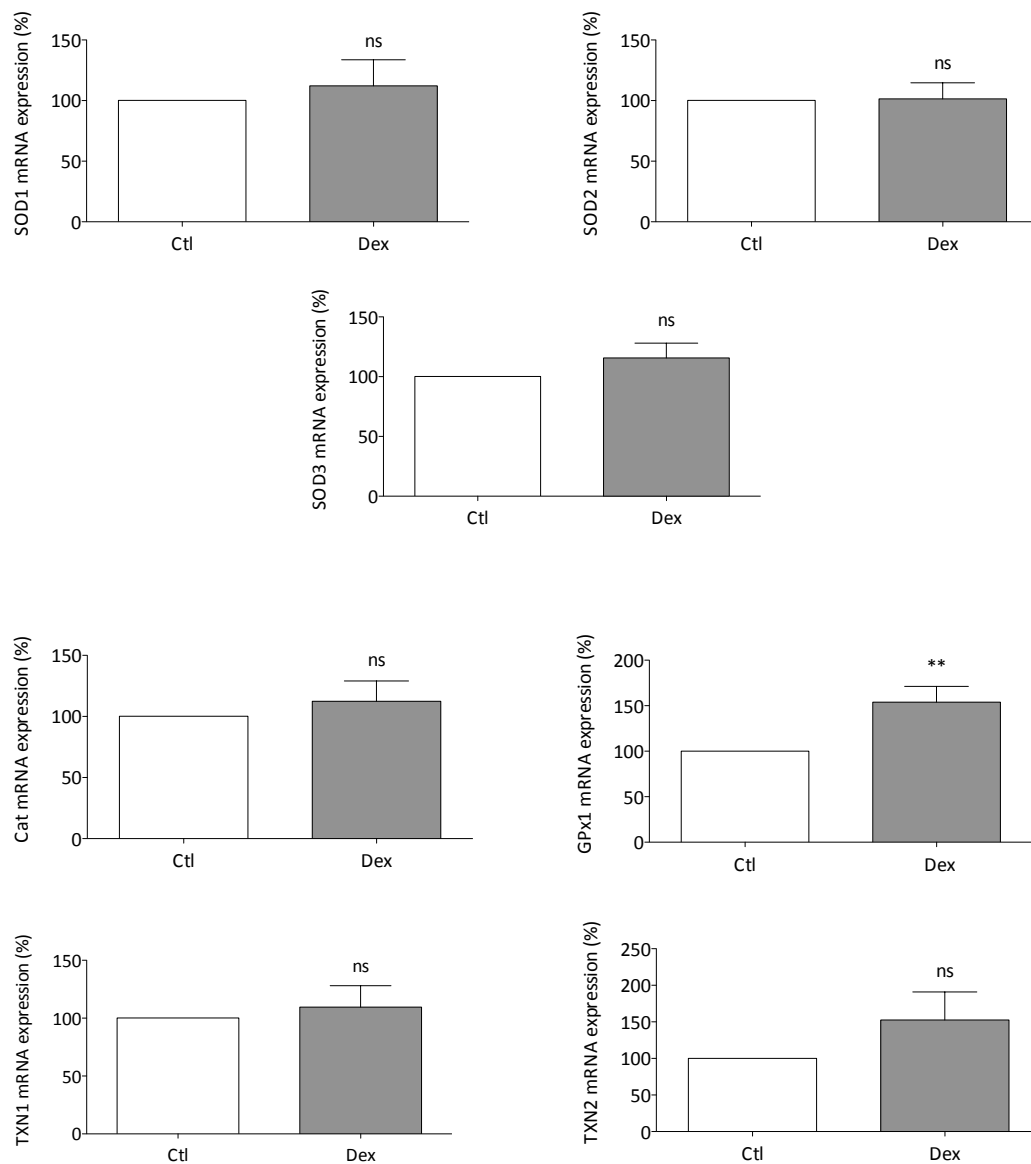 SOD1 mRNA expression (%)
150
100
50
0
ns
Ctl
Dex
SOD2 mRNA expression (%)
150
100
50
0
ns
Ctl
Dex
SOD3 mRNA expression (%)
150
100
50
0
ns
Ctl
Dex
Cat mRNA expression (%)
150
100
50
0
ns
Ctl
Dex
GPx1 mRNA expression (%)
200
150
100
50
0
**
Ctl
Dex
TXN1 mRNA expression (%)
150
100
50
0
ns
Ctl
Dex
TXN2 mRNA expression (%)
250
200
150
100
50
0
ns
Ctl
Dex